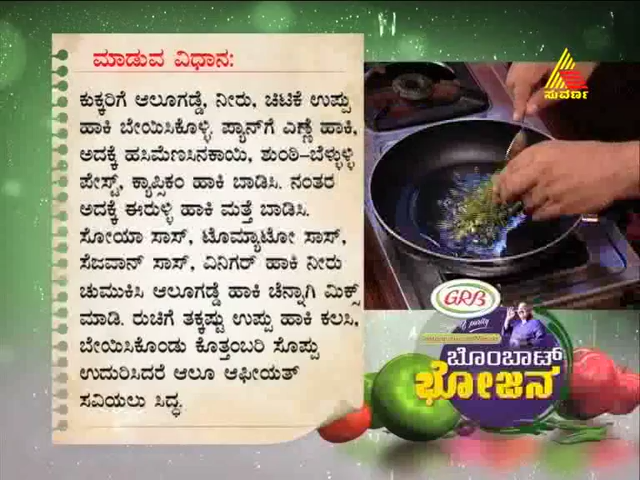 ಮಾಡುವ ವಿಧಾನ:
ಕುಕ್ಕರಿಗೆ ಆಲೂಗಡ್ಡೆ, ನೀರು, ಚಿಟಿಕೆ ಉಪ್ಪು
ಹಾಕಿ ಬೇಯಿಸಿಕೊಳ್ಳಿ. ಪ್ಯಾನ್‌ಗೆ ಎಣ್ಣೆ ಹಾಕಿ,
ಅದಕ್ಕೆ ಹಸಿಮೆಣಸಿನಕಾಯಿ, ಶುಂಠಿ-ಬೆಳ್ಳುಳ್ಳಿ
ಪೇಸ್ಟ್, ಕ್ಯಾಪ್ಸಿಕಂ ಹಾಕಿ ಬಾಡಿಸಿ. ನಂತರ
ಅದಕ್ಕೆ ಈರುಳ್ಳಿ ಹಾಕಿ ಮತ್ತೆ ಬಾಡಿಸಿ.
ಸೋಯಾ ಸಾಸ್, ಟೊಮ್ಯಾಟೋ ಸಾಸ್,
ಸೆಜವಾನ್ ಸಾಸ್, ವಿನಿಗರ್ ಹಾಕಿ ನೀರು
ಚುಮುಕಿಸಿ ಆಲೂಗಡ್ಡೆ ಹಾಕಿ ಚೆನ್ನಾಗಿ ಮಿಕ್ಸ್
ಮಾಡಿ. ರುಚಿಗೆ ತಕ್ಕಷ್ಟು ಉಪ್ಪು ಹಾಕಿ ಕಲಸಿ,
ಬೇಯಿಸಿಕೊಂಡು ಕೊತ್ತಂಬರಿ ಸೊಪ್ಪು
ಉದುರಿಸಿದರೆ ಆಲೂ ಆಫೀಯತ್
ಸವಿಯಲು ಸಿದ್ಧ.
ಸುವರ್ಣ
GRB
purity
ಬೊಂಬಾಟ್
ಭೋಜನ